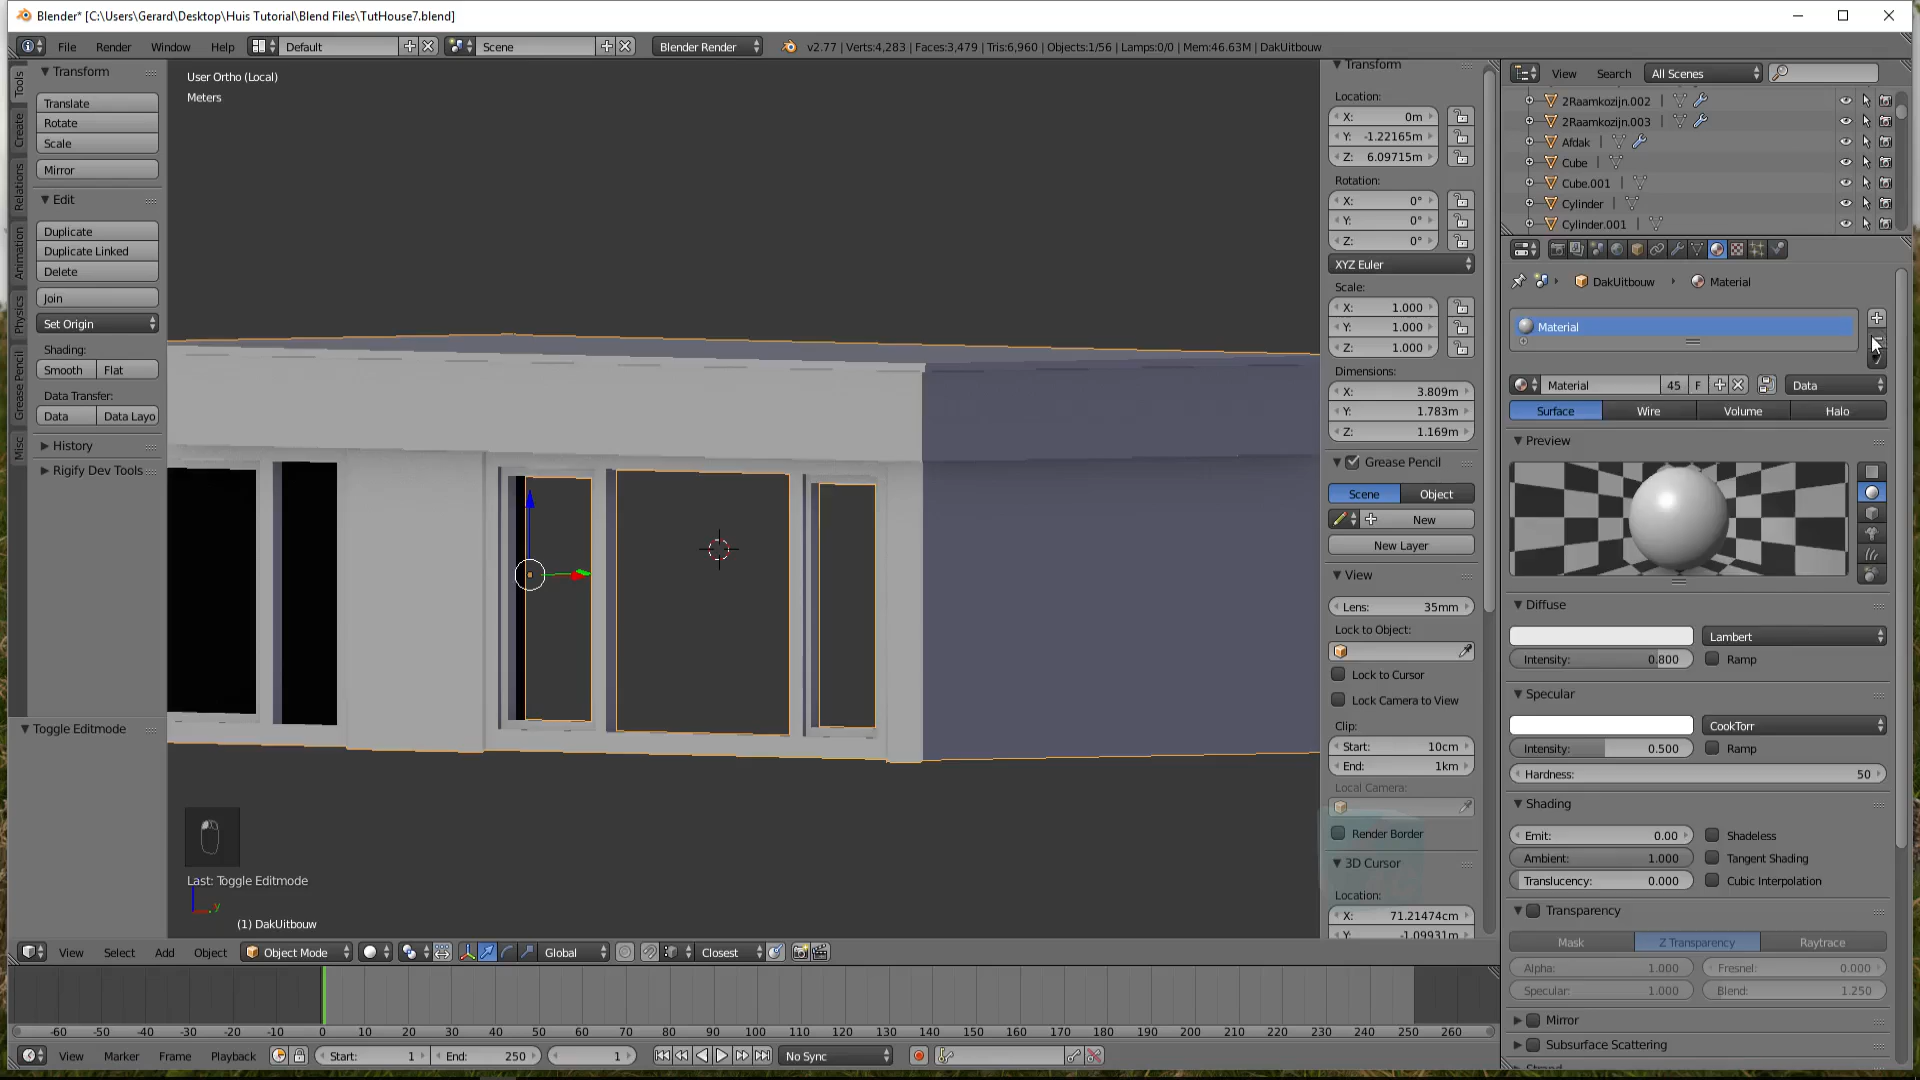 Blender* [C:\Users\Gerard\Desktop\Huis Tutorial\Blend Files\TutHouse7.blend]
File Render Window Help Default Scene Blender Render v2.77 | Verts:4,283 | Faces:3,479 | Tris:6,960 | Objects:1/56 | Lamps:0/0 | Mem:46.63M | DakUitbouw
Tools
Create
Relations
Animation
Physics
Grease Pencil
Misc
Transform
Translate
Rotate
Scale
Mirror
Edit
Duplicate
Duplicate Linked
Delete
Join
Set Origin
Shading:
Smooth Flat
Data Transfer:
Data Data Layo
History
Rigify Dev Tools
Toggle Editmode
User Ortho (Local)
Meters
Last: Toggle Editmode
y
(1) DakUitbouw
Transform
Location:
X: 0m
Y: -1.22165m
Z: 6.09715m
Rotation:
X: 0°
Y: 0°
Z: 0°
XYZ Euler
Scale:
X: 1.000
Y: 1.000
Z: 1.000
Dimensions:
X: 3.809m
Y: 1.783m
Z: 1.169m
Grease Pencil
Scene Object
New
New Layer
View
Lens: 35mm
Lock to Object:
Lock to Cursor
Lock Camera to View
Clip:
Start: 10cm
End: 1km
Local Camera:
Render Border
3D Cursor
Location:
X: 71.21474cm
Y: -1.09931m
View Search All Scenes
2Raamkozijn.002
2Raamkozijn.003
Afdak
Cube
Cube.001
Cylinder
Cylinder.001
DakUitbouw Material
Material
Material 45 F Data
Surface Wire Volume Halo
Preview
Diffuse
Lambert
Intensity: 0.800 Ramp
Specular
CookTorr
Intensity: 0.500 Ramp
Hardness: 50
Shading
Emit: 0.00 Shadeless
Ambient: 1.000 Tangent Shading
Translucency: 0.000 Cubic Interpolation
Transparency
Mask Z Transparency Raytrace
Alpha: 1.000 Fresnel: 0.000
Specular: 1.000 Blend: 1.250
Mirror
Subsurface Scattering
View Select Add Object Object Mode Global Closest
-60 -50 -40 -30 -20 -10 0 10 20 30 40 50 60 70 80 90 100 110 120 130 140 150 160 170 180 190 200 210 220 230 240 250 260
View Marker Frame Playback Start: 1 End: 250 1 No Sync